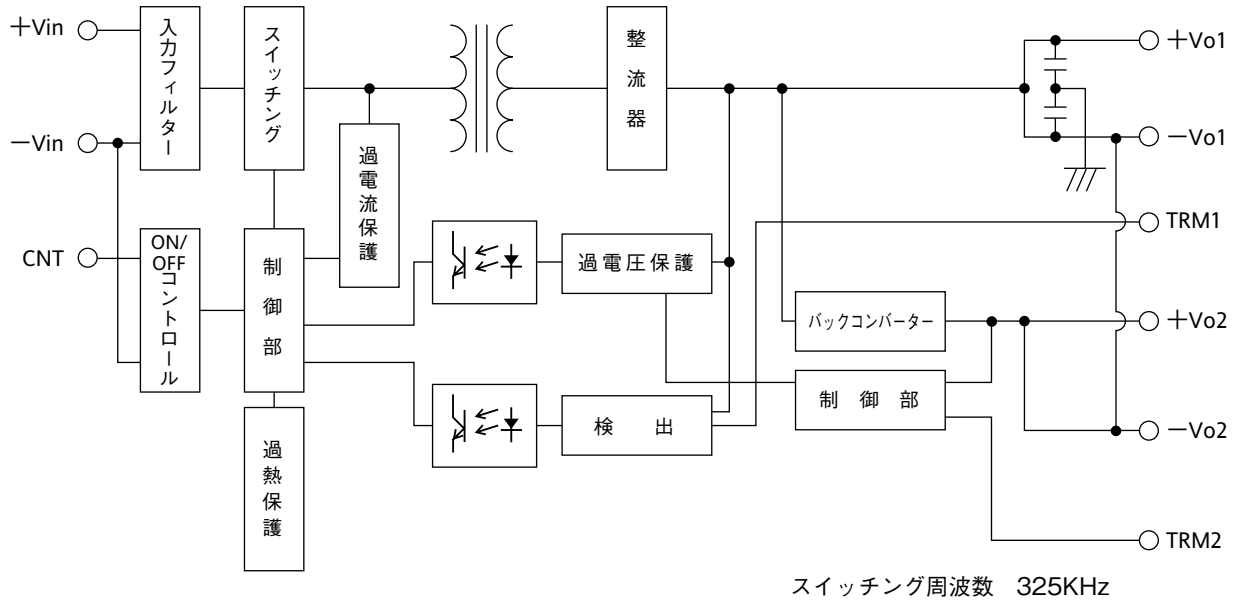 ＋Vin
－Vin
CNT
入力フィルター
スイッチング
整流器
過電流保護
ON/
OFF
コントロール
制御部
過熱保護
過電圧保護
検　出
バックコンバーター
制　御　部
＋Vo1
－Vo1
TRM1
＋Vo2
－Vo2
TRM2
スイッチング周波数　325KHz